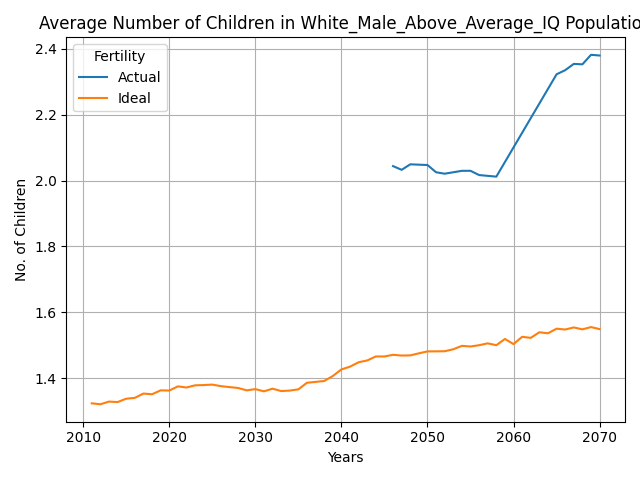 Average Number of Children in White_Male_Above_Average_IQ Populatio
Fertility
Actual
Ideal
No. of Children
2.4
2.2
2.0
1.8
1.6
1.4
2010 2020 2030 2040 2050 2060 2070
Years